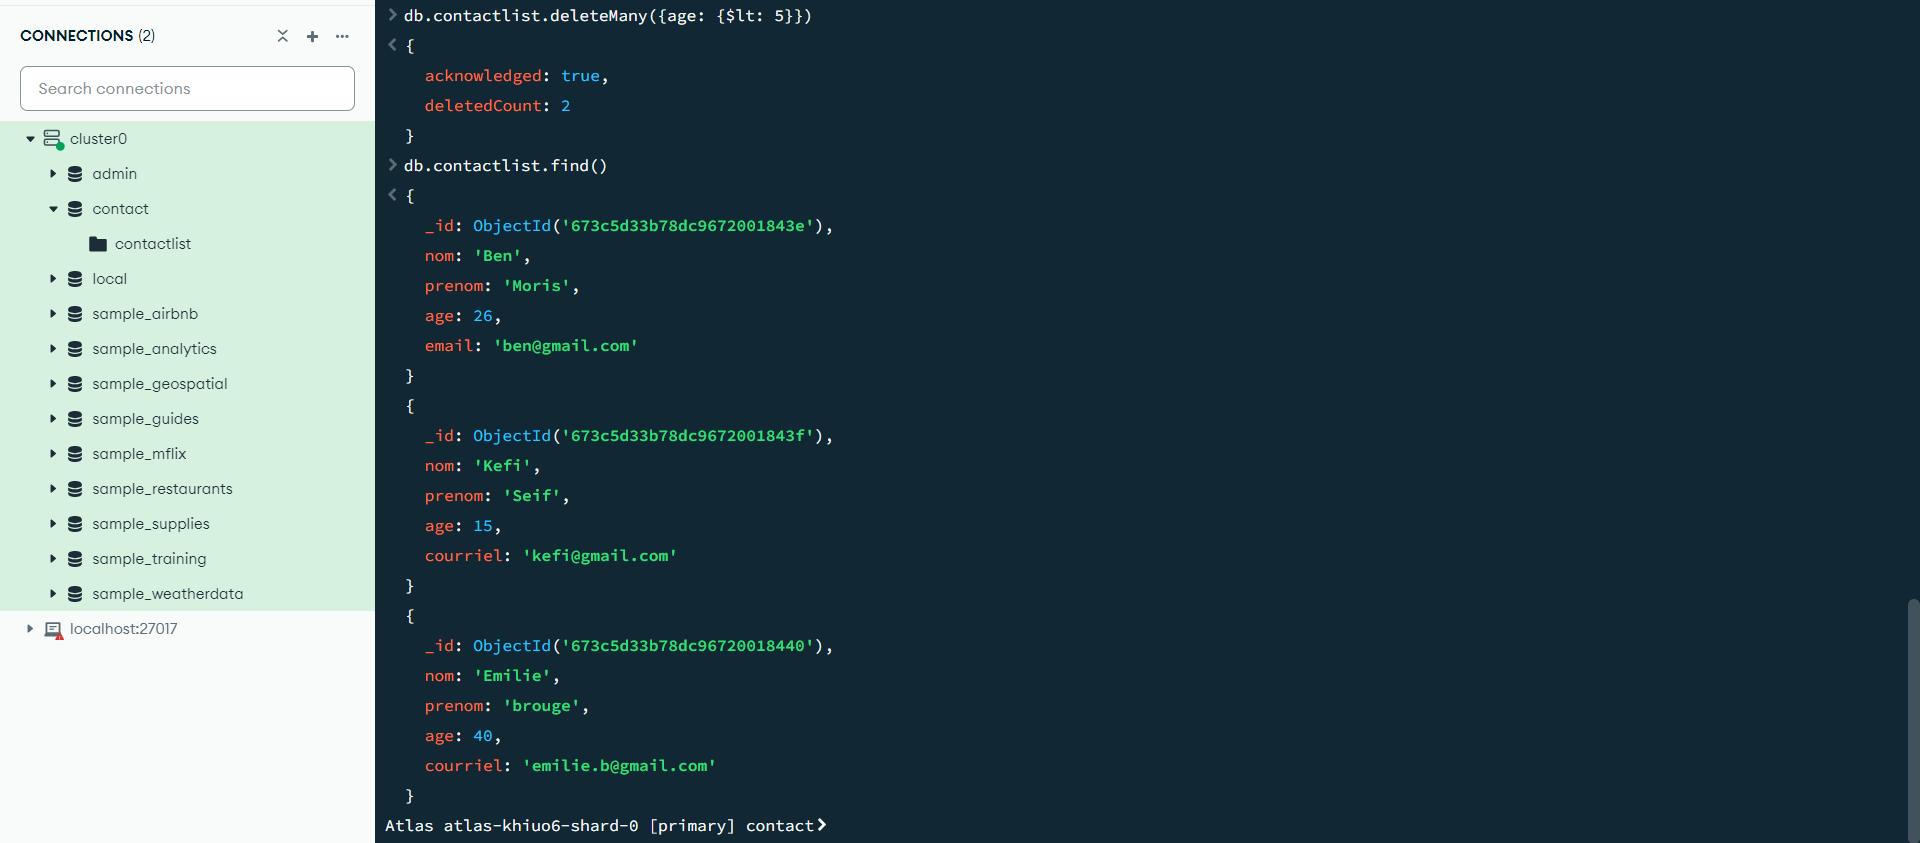 CONNECTIONS (2)
Search connections
cluster0
admin
contact
contactlist
local
sample_airbnb
sample_analytics
sample_geospatial
sample_guides
sample_mflix
sample_restaurants
sample_supplies
sample_training
sample_weatherdata
localhost:27017
db.contactlist.deleteMany({age: {$lt: 5}})
{
acknowledged: true,
deletedCount: 2
}
db.contactlist.find()
{
_id: ObjectId('673c5d33b78dc9672001843e'),
nom: 'Ben',
prenom: 'Moris',
age: 26,
email: 'ben@gmail.com'
}
{
_id: ObjectId('673c5d33b78dc9672001843f'),
nom: 'Kefi',
prenom: 'Seif',
age: 15,
courriel: 'kefi@gmail.com'
}
{
_id: ObjectId('673c5d33b78dc96720018440'),
nom: 'Emilie',
prenom: 'brouge',
age: 40,
courriel: 'emilie.b@gmail.com'
}
Atlas atlas-khiuo6-shard-0 [primary] contact>